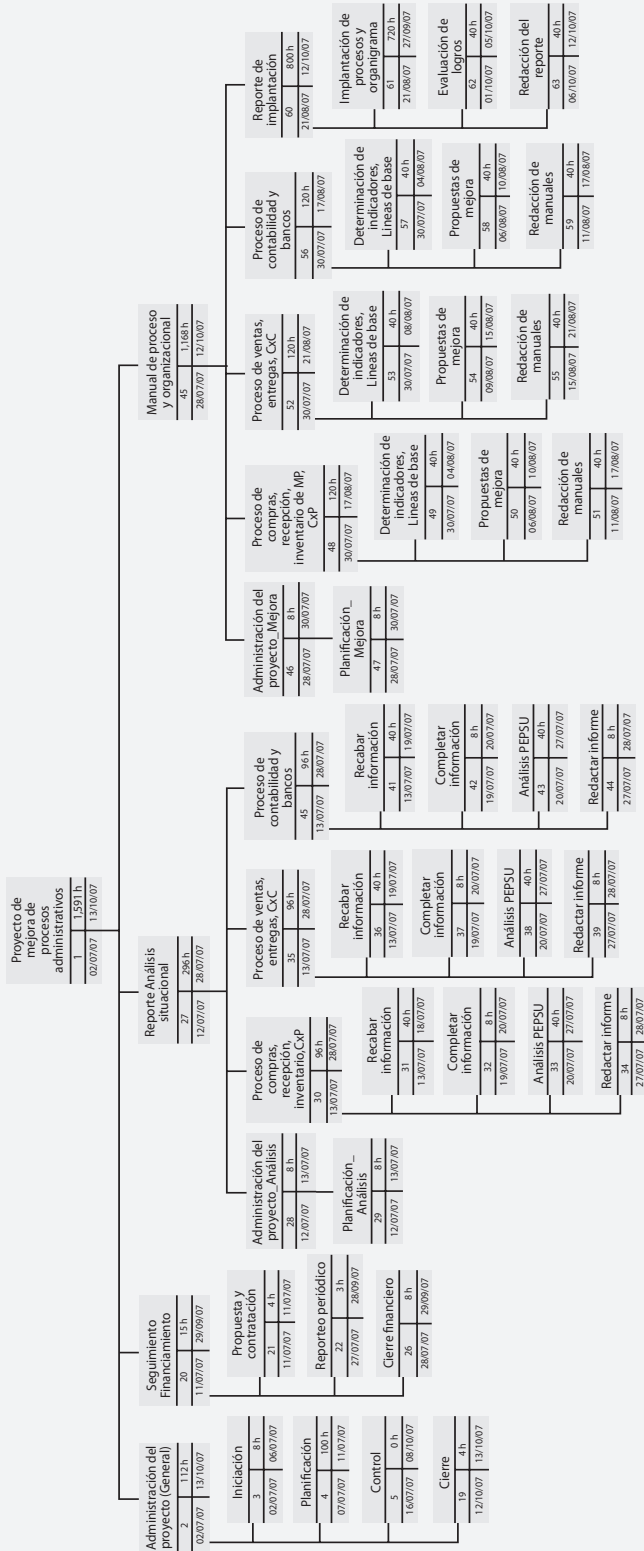 Proyecto de
mejora de
procesos
administrativos
1 1,591 h
02/07/07 13/10/07
Administración del
proyecto (General)
2 112 h
02/07/07 13/10/07
Iniciación
3 8 h
02/07/07 06/07/07
Planificación
4 100 h
07/07/07 11/07/07
Control
5 0 h
16/07/07 08/10/07
Cierre
19 4 h
12/10/07 13/10/07
Seguimiento
Financiamiento
20 15 h
11/07/07 29/09/07
Propuesta y
contratación
21 4 h
11/07/07 11/07/07
Reporteo periódico
22 3 h
27/07/07 28/09/07
Cierre financiero
26 8 h
28/07/07 29/09/07
Reporte Análisis
situacional
27 296 h
12/07/07 28/07/07
Administración del
proyecto_Análisis
28 8 h
12/07/07 13/07/07
Planificación_
Análisis
29 8 h
12/07/07 13/07/07
Proceso de
compras,
recepción,
inventario,CxP
30 96 h
13/07/07 28/07/07
Recabar
información
31 40 h
13/07/07 18/07/07
Completar
información
32 8 h
19/07/07 20/07/07
Análisis PEPSU
33 40 h
20/07/07 27/07/07
Redactar informe
34 8 h
27/07/07 28/07/07
Proceso de ventas,
entregas, CxC
35 96 h
13/07/07 28/07/07
Recabar
información
36 40 h
13/07/07 19/07/07
Completar
información
37 8 h
19/07/07 20/07/07
Análisis PEPSU
38 40 h
20/07/07 27/07/07
Redactar informe
39 8 h
27/07/07 28/07/07
Proceso de
contabilidad y
bancos
45 96 h
13/07/07 28/07/07
Recabar
información
41 40 h
13/07/07 19/07/07
Completar
información
42 8 h
19/07/07 20/07/07
Análisis PEPSU
43 40 h
20/07/07 27/07/07
Redactar informe
44 8 h
27/07/07 28/07/07
Manual de proceso
y organizacional
45 1,168 h
28/07/07 12/10/07
Administración del
proyecto_Mejora
46 8 h
28/07/07 30/07/07
Planificación_
Mejora
47 8 h
28/07/07 30/07/07
Proceso de
compras,
recepción,
inventario de MP,
CxP
48 120 h
30/07/07 17/08/07
Determinación de
indicadores,
Líneas de base
49 40h
30/07/07 04/08/07
Propuestas de
mejora
50 40 h
06/08/07 10/08/07
Redacción de
manuales
51 40 h
11/08/07 17/08/07
Proceso de ventas,
entregas, CxC
52 120 h
30/07/07 21/08/07
Determinación de
indicadores,
Líneas de base
53 40 h
30/07/07 08/08/07
Propuestas de
mejora
54 40 h
09/08/07 15/08/07
Redacción de
manuales
55 40 h
15/08/07 21/08/07
Proceso de
contabilidad y
bancos
56 120 h
30/07/07 17/08/07
Determinación de
indicadores,
Líneas de base
57 40 h
30/07/07 04/08/07
Propuestas de
mejora
58 40 h
06/08/07 10/08/07
Redacción de
manuales
59 40 h
11/08/07 17/08/07
Reporte de
implantación
60 800 h
21/08/07 12/10/07
Implantación de
procesos y
organigrama
61 720 h
21/08/07 27/09/07
Evaluación de
logros
62 40 h
01/10/07 05/10/07
Redacción del
reporte
63 40 h
06/10/07 12/10/07